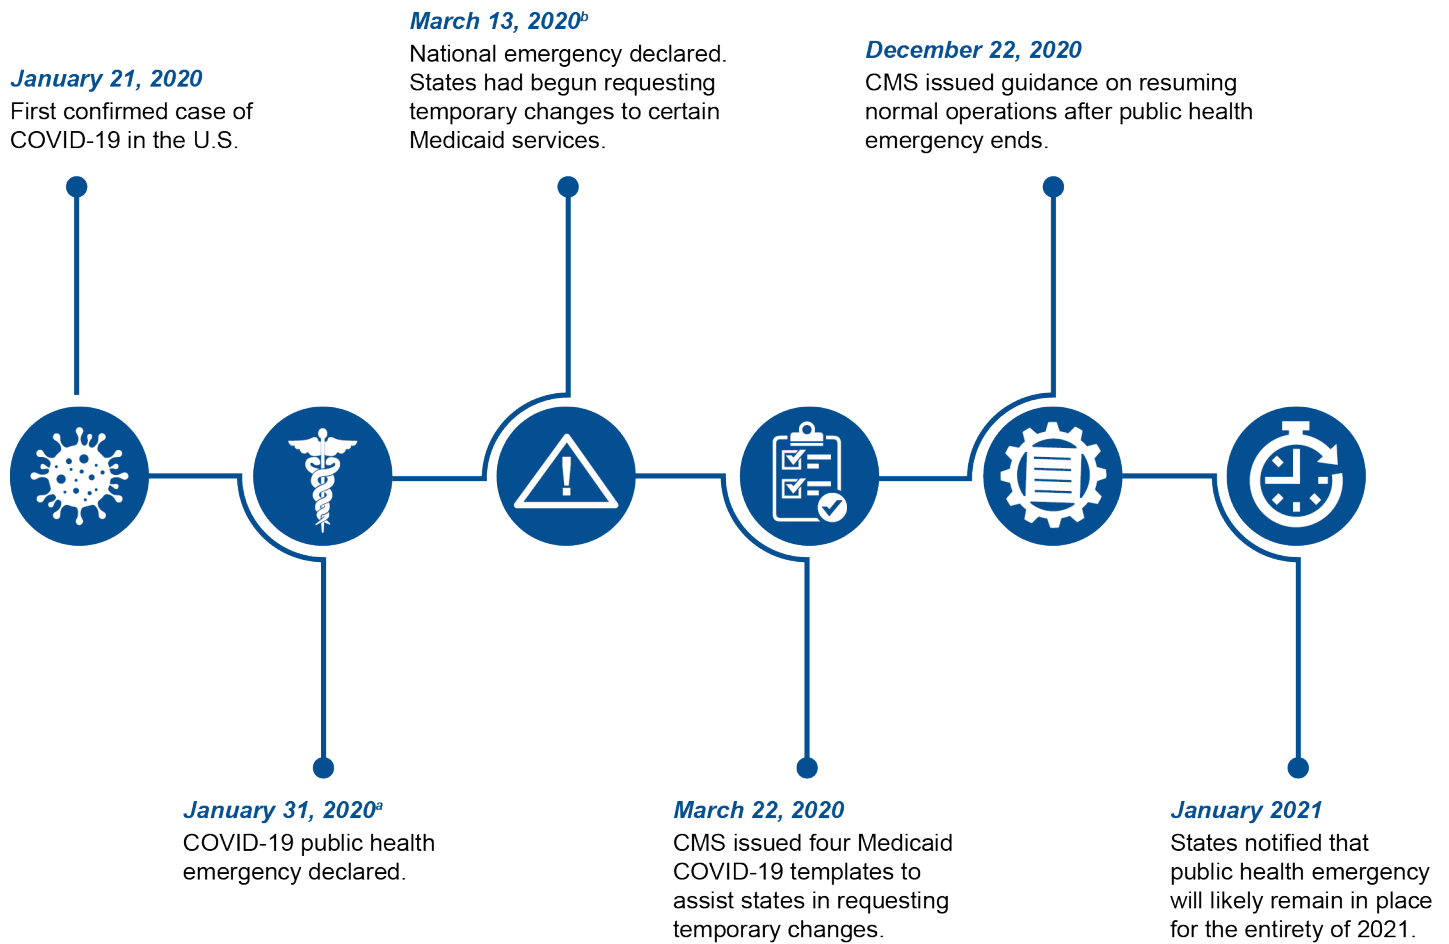 January 21, 2020
First confirmed case of
COVID-19 in the U.S.
January 31, 2020a
COVID-19 public health
emergency declared.
March 13, 2020b
National emergency declared.
States had begun requesting
temporary changes to certain
Medicaid services.
March 22, 2020
CMS issued four Medicaid
COVID-19 templates to
assist states in requesting
temporary changes.
December 22, 2020
CMS issued guidance on resuming
normal operations after public health
emergency ends.
January 2021
States notified that
public health emergency
will likely remain in place
for the entirety of 2021.